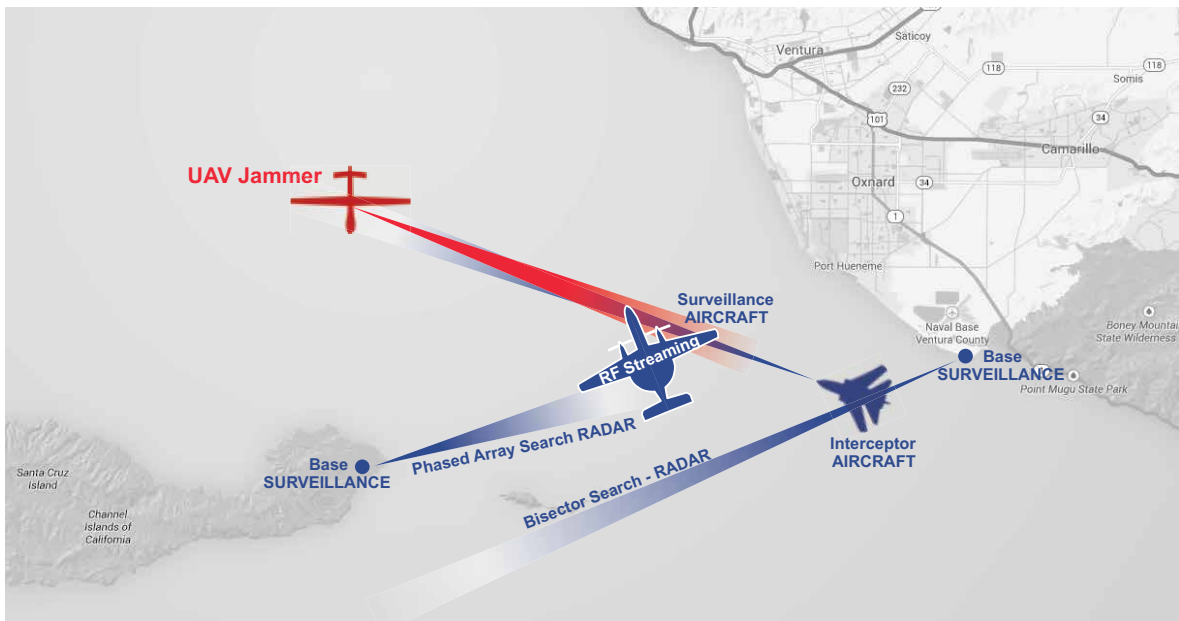 Ventura
Saticoy
118
118
Somis
232
34
101
Camarillo
Oxnard
34
1
UAV Jammer
Port Hueneme
Surveillance
AIRCRAFT
Naval Base
Ventura County
Boney Mountain
State Wilderness
RF Streaming
Base
SURVEILLANCE
Point Mugu State Park
Phased Array Search RADAR
Interceptor
AIRCRAFT
Base
SURVEILLANCE
Bisector Search - RADAR
Santa Cruz
Island
Channel
Islands of
California